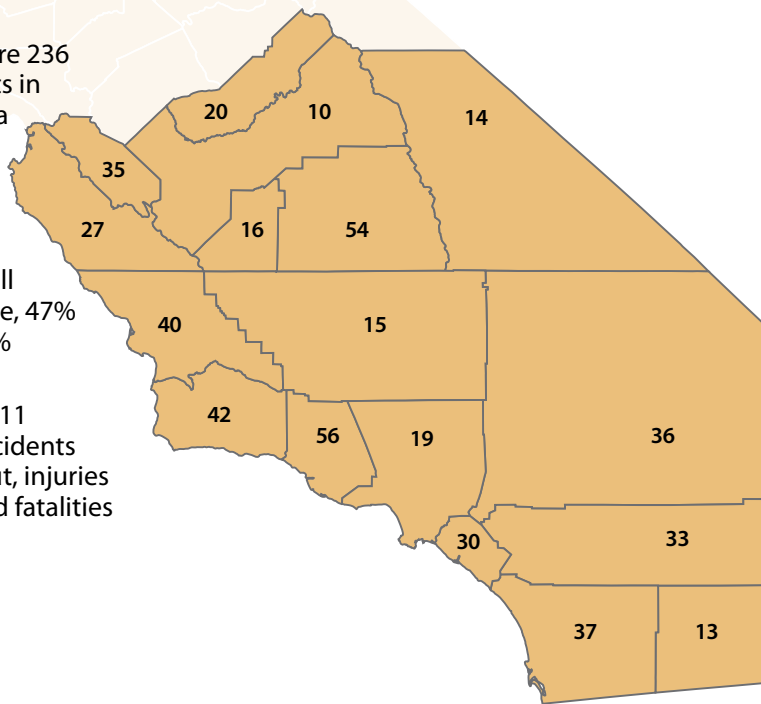 re 236
ts in
a
ll
e, 47%
%
11
cidents
ut, injuries
d fatalities
20
10
14
35
27
16
54
40
15
42
56
19
36
30
33
37
13